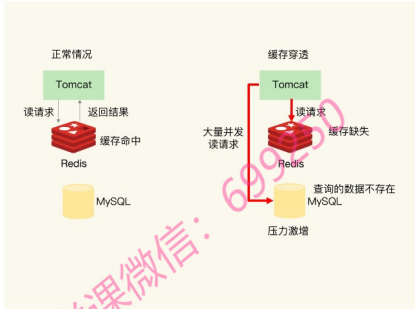 正常情况
Tomcat
读请求
返回结果
缓存命中
Redis
MySQL
缓存穿透
Tomcat
读请求
大量并发
读请求
缓存缺失
Redis
查询的数据不存在
MySQL
压力激增
课微信：699250